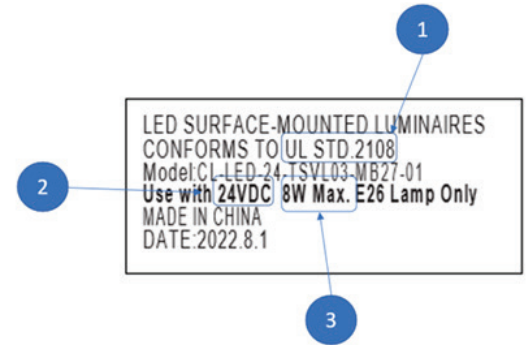 1
LED SURFACE-MOUNTED LUMINAIRES
CONFORMS TO UL STD.2108
Model:CL-LED-24-TSVL03-MB27-01
2
Use with 24VDC 8W Max. E26 Lamp Only
MADE IN CHINA
DATE:2022.8.1
3